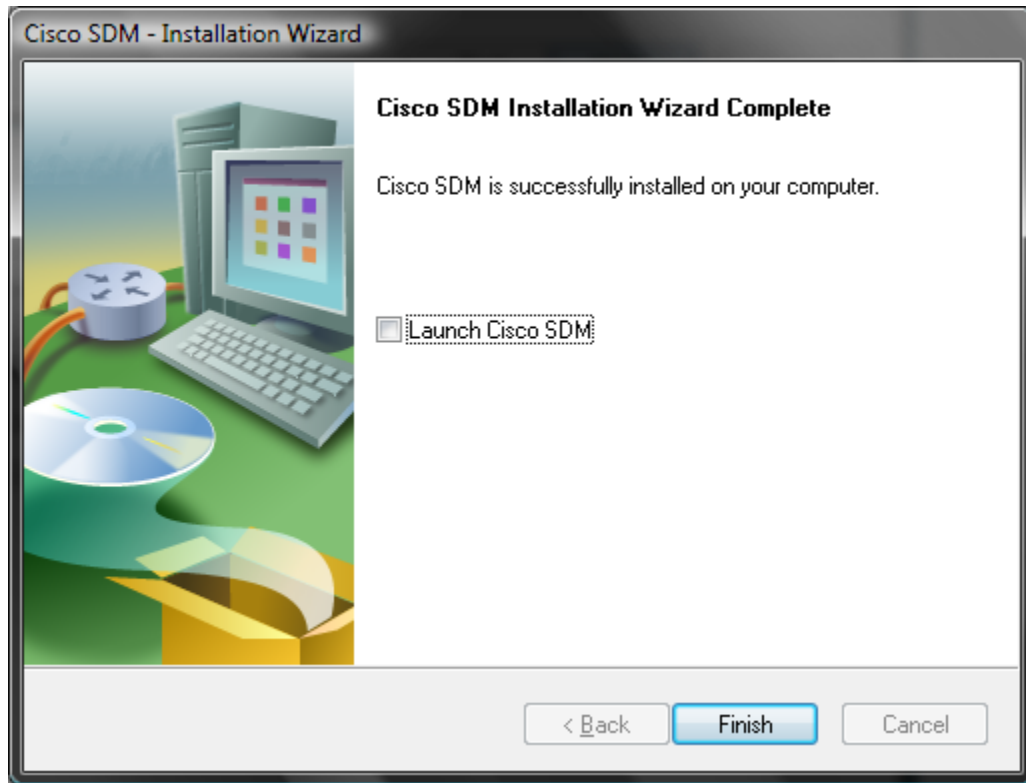 Cisco SDM - Installation Wizard
Cisco SDM Installation Wizard Complete
Cisco SDM is successfully installed on your computer.
Launch Cisco SDM
< Back Finish Cancel